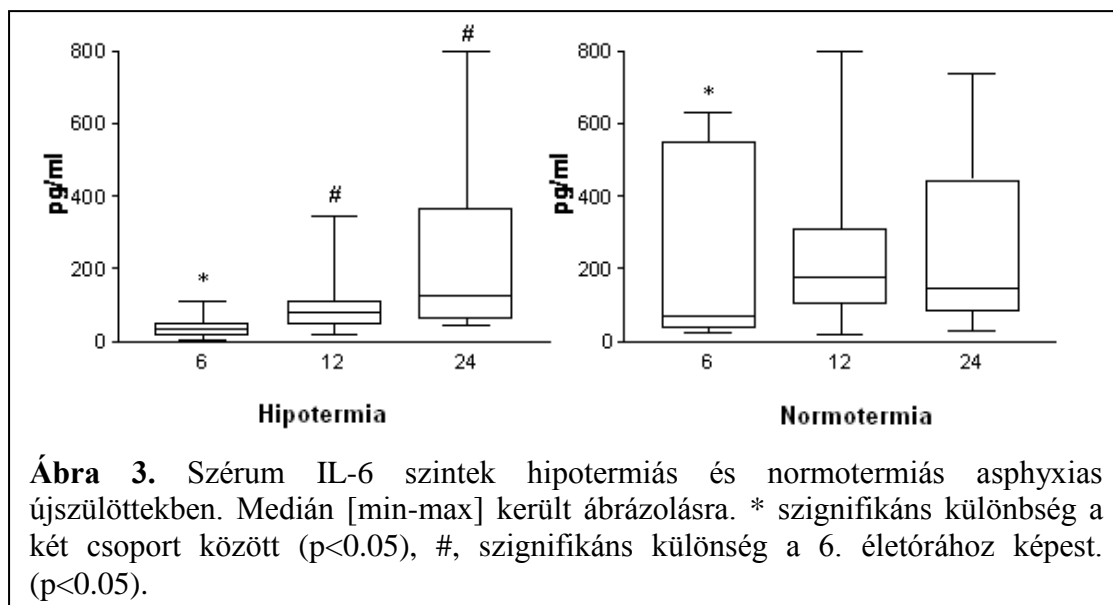 800
600
400
200
0
pg/ml
*
#
#
6
12
24
Hipotermia
800
600
400
200
0
pg/ml
*
6
12
24
Normotermia
Ábra 3. Szérum IL-6 szintek hipotermiás és normotermiás asphyxias
újszülöttekben. Medián [min-max] került ábrázolásra. * szignifikáns különbség a
két csoport között (p<0.05), #, szignifikáns különség a 6. életórához képest.
(p<0.05).